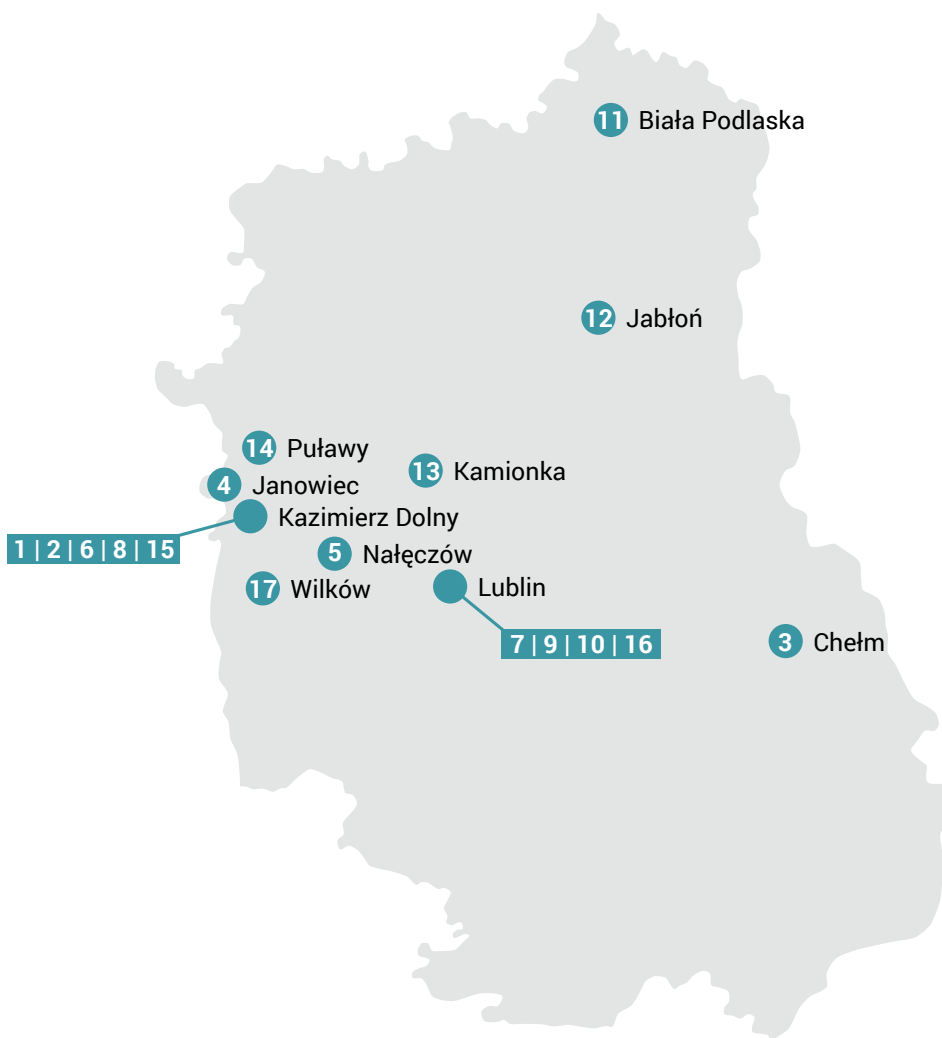 11 Biała Podlaska
12 Jabłoń
14 Puławy
13 Kamionka
4 Janowiec
Kazimierz Dolny
1 | 2 | 6 | 8 | 15
5 Nałęczów
17 Wilków
Lublin
7 | 9 | 10 | 16
3 Chełm